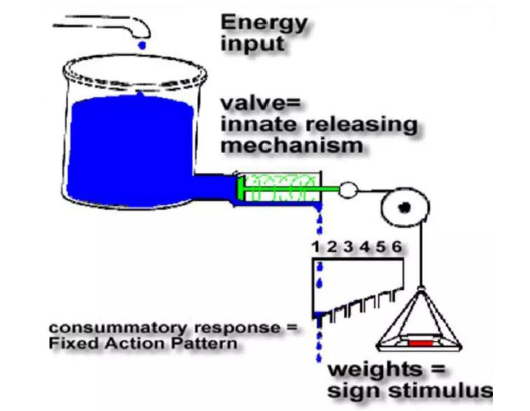 Energy
input
valve=
innate releasing
mechanism
1 2 3 4 5 6
consummatory response =
Fixed Action Pattern
weights =
sign stimulus